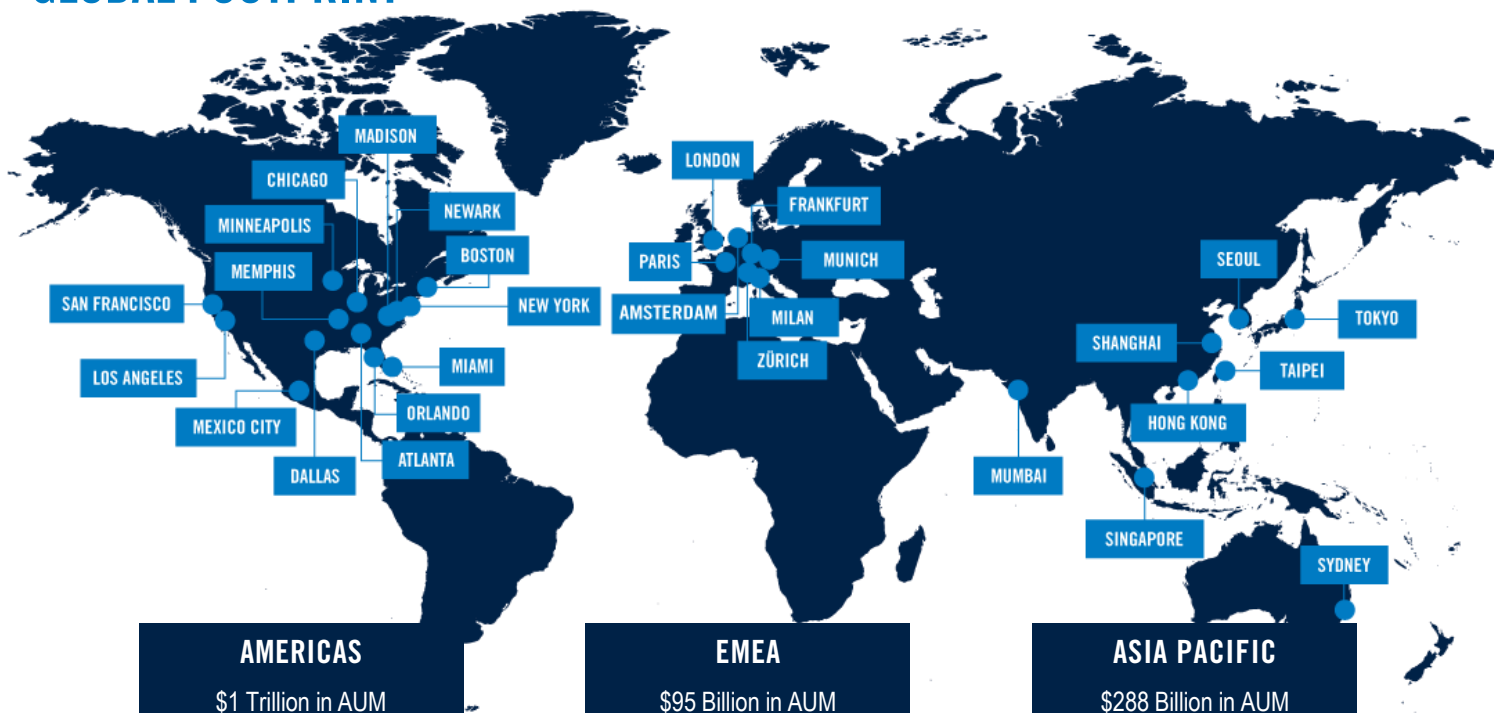 GLOBAL FOOTPRINT
MADISON
LONDON
CHICAGO
FRANKFURT
NEWARK
MINNEAPOLIS
BOSTON
MUNICH
SEOUL
PARIS
MEMPHIS
SAN FRANCISCO
NEW YORK
AMSTERDAM
MILAN
TOKYO
SHANGHAI
ZÜRICH
LOS ANGELES
MIAMI
TAIPEI
ORLANDO
MEXICO CITY
HONG KONG
ATLANTA
DALLAS
MUMBAI
SINGAPORE
SYDNEY
AMERICAS
$1 Trillion in AUM
EMEA
$95 Billion in AUM
ASIA PACIFIC
$288 Billion in AUM